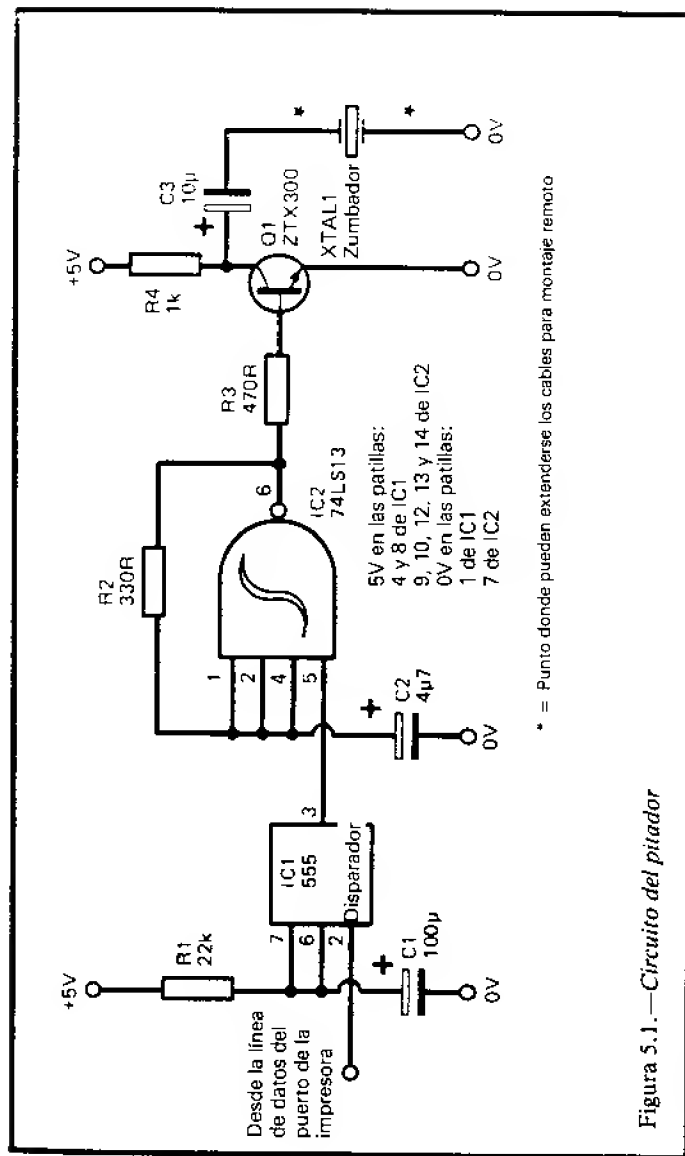 +5V
R1
22k
Desde la línea
de datos del
puerto de la
impresora
7
6
2
IC1
555
Disparador
3
+
C1
100µ
0V
R2
330R
1
2
4
5
6
IC2
74LS13
+
C2
4µ7
0V
5V en las patillas:
4 y 8 de IC1
9, 10, 12, 13 y 14 de IC2
0V en las patillas:
1 de IC1
7 de IC2
R3
470R
+5V
R4
1k
+
C3
10µ
Q1
ZTX300
XTAL1
Zumbador
*
*
0V
0V
* = Punto donde pueden extenderse los cables para montaje remoto
Figura 5.1.—Circuito del pitador